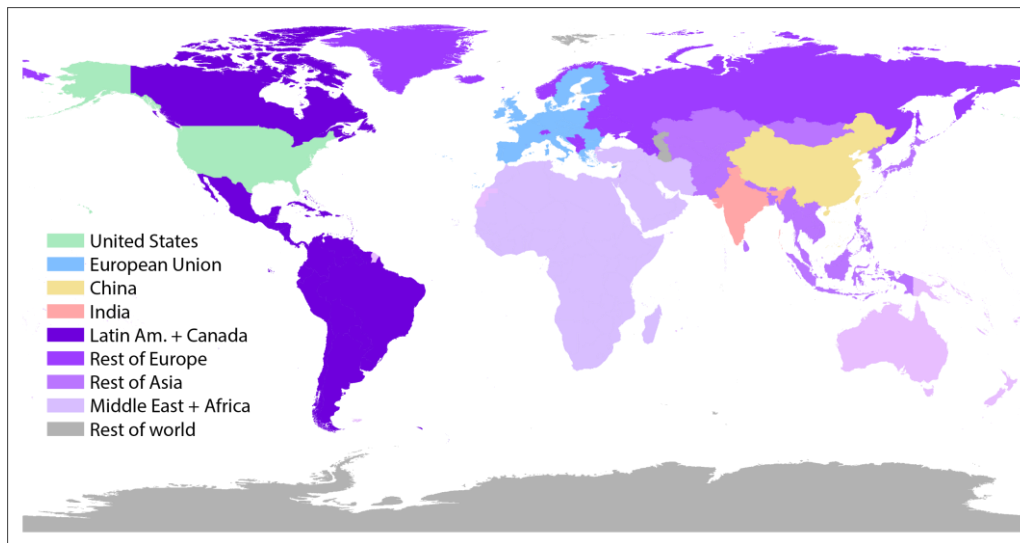 United States
European Union
China
India
Latin Am. + Canada
Rest of Europe
Rest of Asia
Middle East + Africa
Rest of world